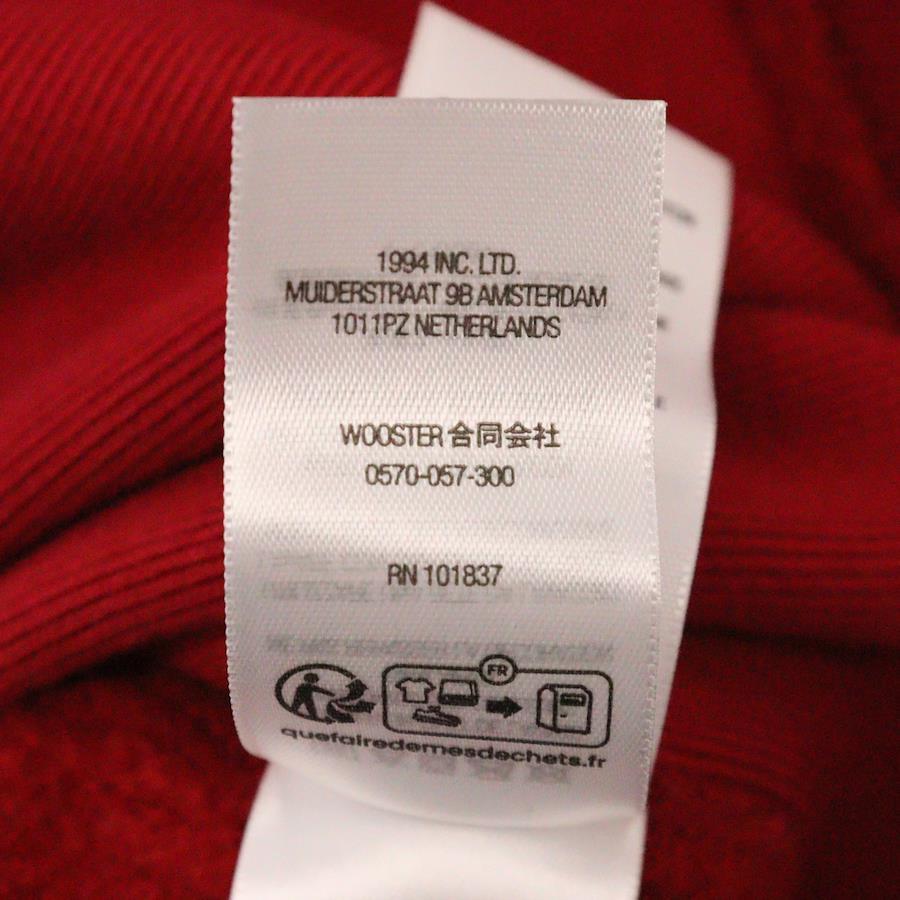 1994 INC. LTD.
MUIDERSTRAAT 9B AMSTERDAM
1011PZ NETHERLANDS
WOOSTER 合同会社
0570-057-300
RN 101837
FR
quefairedemesdechets.fr